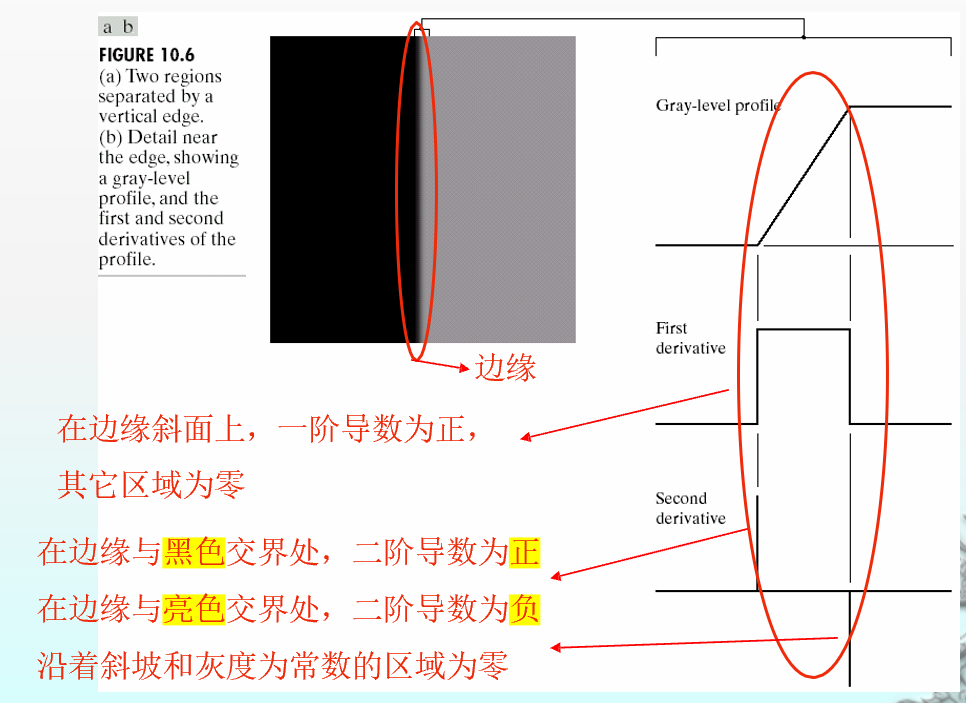 a b
FIGURE 10.6
(a) Two regions
separated by a
vertical edge.
(b) Detail near
the edge, showing
a gray-level
profile, and the
first and second
derivatives of the
profile.
Gray-level profile
First
derivative
Second
derivative
边缘
在边缘斜面上，一阶导数为正，
其它区域为零
在边缘与黑色交界处，二阶导数为正
在边缘与亮色交界处，二阶导数为负
沿着斜坡和灰度为常数的区域为零